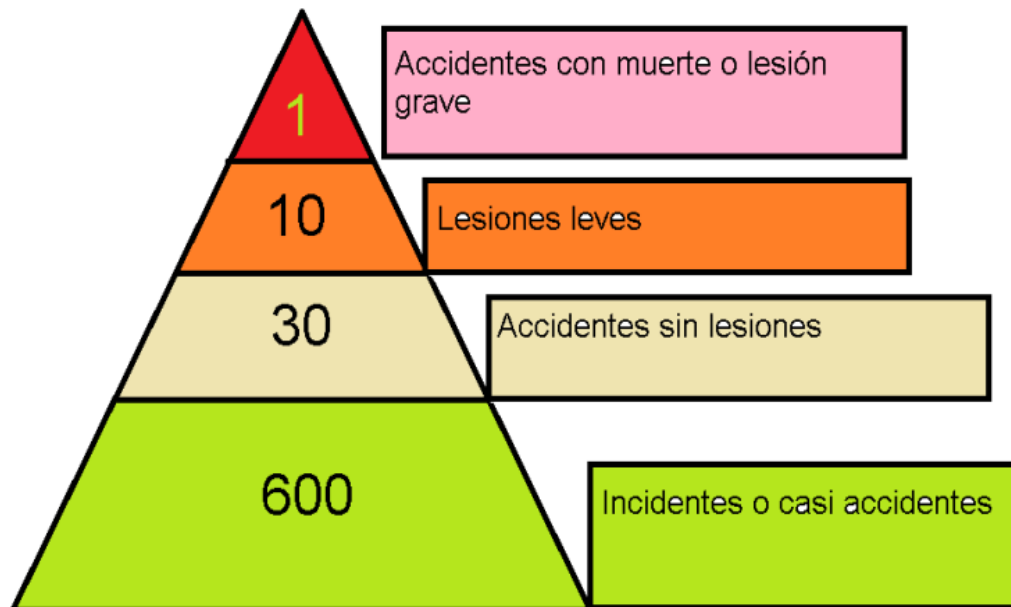 1
Accidentes con muerte o lesión
grave
10
Lesiones leves
30
Accidentes sin lesiones
600
Incidentes o casi accidentes